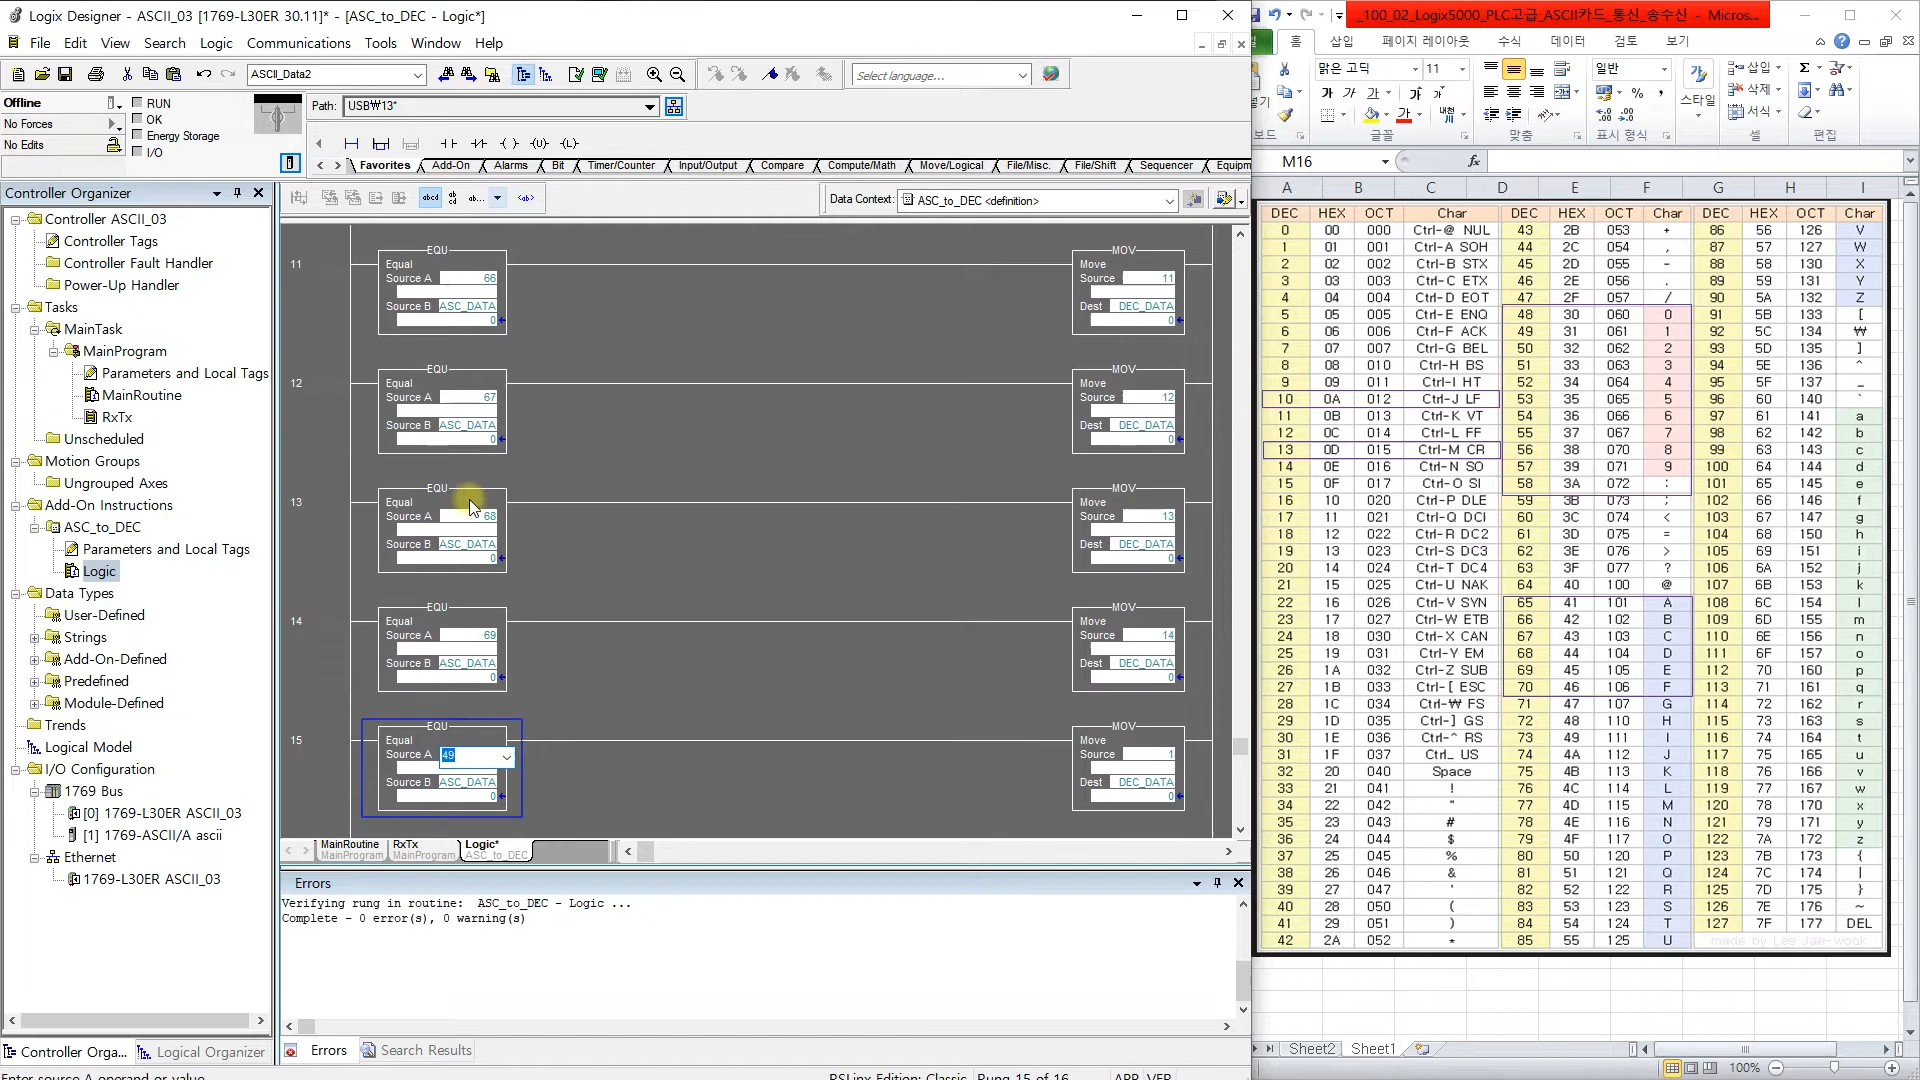 Logix Designer - ASCII_03 [1769-L30ER 30.11]* - [ASC_to_DEC - Logic*]
File Edit View Search Logic Communications Tools Window Help
ASCII_Data2
Select language...
Offline
RUN
No Forces
OK
Energy Storage
No Edits
I/O
Path: USB₩13*
Favorites Add-On Alarms Bit Timer/Counter Input/Output Compare Compute/Math Move/Logical File/Misc. File/Shift Sequencer Equipm
Controller Organizer
Data Context: ASC_to_DEC <definition>
Controller ASCII_03
Controller Tags
Controller Fault Handler
Power-Up Handler
Tasks
MainTask
MainProgram
Parameters and Local Tags
MainRoutine
RxTx
Unscheduled
Motion Groups
Ungrouped Axes
Add-On Instructions
ASC_to_DEC
Parameters and Local Tags
Logic
Data Types
User-Defined
Strings
Add-On-Defined
Predefined
Module-Defined
Trends
Logical Model
I/O Configuration
1769 Bus
[0] 1769-L30ER ASCII_03
[1] 1769-ASCII/A ascii
Ethernet
1769-L30ER ASCII_03
Controller Orga... Logical Organizer
EQU MOV
11 Equal Move
Source A 66 Source 11
Source B ASC_DATA Dest DEC_DATA
0 0
EQU MOV
12 Equal Move
Source A 67 Source 12
Source B ASC_DATA Dest DEC_DATA
0 0
EQU MOV
13 Equal Move
Source A 68 Source 13
Source B ASC_DATA Dest DEC_DATA
0 0
EQU MOV
14 Equal Move
Source A 69 Source 14
Source B ASC_DATA Dest DEC_DATA
0 0
EQU MOV
15 Equal Move
Source A 49 Source 1
Source B ASC_DATA Dest DEC_DATA
0 0
MainRoutine RxTx Logic*
MainProgram MainProgram ASC_to_DEC
Errors
Verifying rung in routine: ASC_to_DEC - Logic ...
Complete - 0 error(s), 0 warning(s)
Errors Search Results
Enter source A operand or value
RSLinx Edition: Classic Rung 15 of 16 APP VER
_100_02_Logix5000_PLC고급_ASCII카드_통신_송수신 - Micros...
홈 삽입 페이지 레이아웃 수식 데이터 검토 보기
맑은 고딕 11 일반 삽입
삭제
스타일 서식
글꼴 맞춤 표시 형식 셀 편집
M16 fx
A B C D E F G H I
DEC HEX OCT Char DEC HEX OCT Char DEC HEX OCT Char
0 00 000 Ctrl-@ NUL 43 2B 053 + 86 56 126 V
1 01 001 Ctrl-A SOH 44 2C 054 , 87 57 127 W
2 02 002 Ctrl-B STX 45 2D 055 - 88 58 130 X
3 03 003 Ctrl-C ETX 46 2E 056 . 89 59 131 Y
4 04 004 Ctrl-D EOT 47 2F 057 / 90 5A 132 Z
5 05 005 Ctrl-E ENQ 48 30 060 0 91 5B 133 [
6 06 006 Ctrl-F ACK 49 31 061 1 92 5C 134 ₩
7 07 007 Ctrl-G BEL 50 32 062 2 93 5D 135 ]
8 08 010 Ctrl-H BS 51 33 063 3 94 5E 136 ^
9 09 011 Ctrl-I HT 52 34 064 4 95 5F 137 _
10 0A 012 Ctrl-J LF 53 35 065 5 96 60 140 `
11 0B 013 Ctrl-K VT 54 36 066 6 97 61 141 a
12 0C 014 Ctrl-L FF 55 37 067 7 98 62 142 b
13 0D 015 Ctrl-M CR 56 38 070 8 99 63 143 c
14 0E 016 Ctrl-N SO 57 39 071 9 100 64 144 d
15 0F 017 Ctrl-O SI 58 3A 072 : 101 65 145 e
16 10 020 Ctrl-P DLE 59 3B 073 ; 102 66 146 f
17 11 021 Ctrl-Q DCI 60 3C 074 < 103 67 147 g
18 12 022 Ctrl-R DC2 61 3D 075 = 104 68 150 h
19 13 023 Ctrl-S DC3 62 3E 076 > 105 69 151 i
20 14 024 Ctrl-T DC4 63 3F 077 ? 106 6A 152 j
21 15 025 Ctrl-U NAK 64 40 100 @ 107 6B 153 k
22 16 026 Ctrl-V SYN 65 41 101 A 108 6C 154 l
23 17 027 Ctrl-W ETB 66 42 102 B 109 6D 155 m
24 18 030 Ctrl-X CAN 67 43 103 C 110 6E 156 n
25 19 031 Ctrl-Y EM 68 44 104 D 111 6F 157 o
26 1A 032 Ctrl-Z SUB 69 45 105 E 112 70 160 p
27 1B 033 Ctrl-[ ESC 70 46 106 F 113 71 161 q
28 1C 034 Ctrl-₩ FS 71 47 107 G 114 72 162 r
29 1D 035 Ctrl-] GS 72 48 110 H 115 73 163 s
30 1E 036 Ctrl-^ RS 73 49 111 I 116 74 164 t
31 1F 037 Ctrl_ US 74 4A 112 J 117 75 165 u
32 20 040 Space 75 4B 113 K 118 76 166 v
33 21 041 ! 76 4C 114 L 119 77 167 w
34 22 042 " 77 4D 115 M 120 78 170 x
35 23 043 # 78 4E 116 N 121 79 171 y
36 24 044 $ 79 4F 117 O 122 7A 172 z
37 25 045 % 80 50 120 P 123 7B 173 {
38 26 046 & 81 51 121 Q 124 7C 174 |
39 27 047 ' 82 52 122 R 125 7D 175 }
40 28 050 ( 83 53 123 S 126 7E 176 ~
41 29 051 ) 84 54 124 T 127 7F 177 DEL
42 2A 052 * 85 55 125 U made by Lee Jae-wook
Sheet2 Sheet1
100%